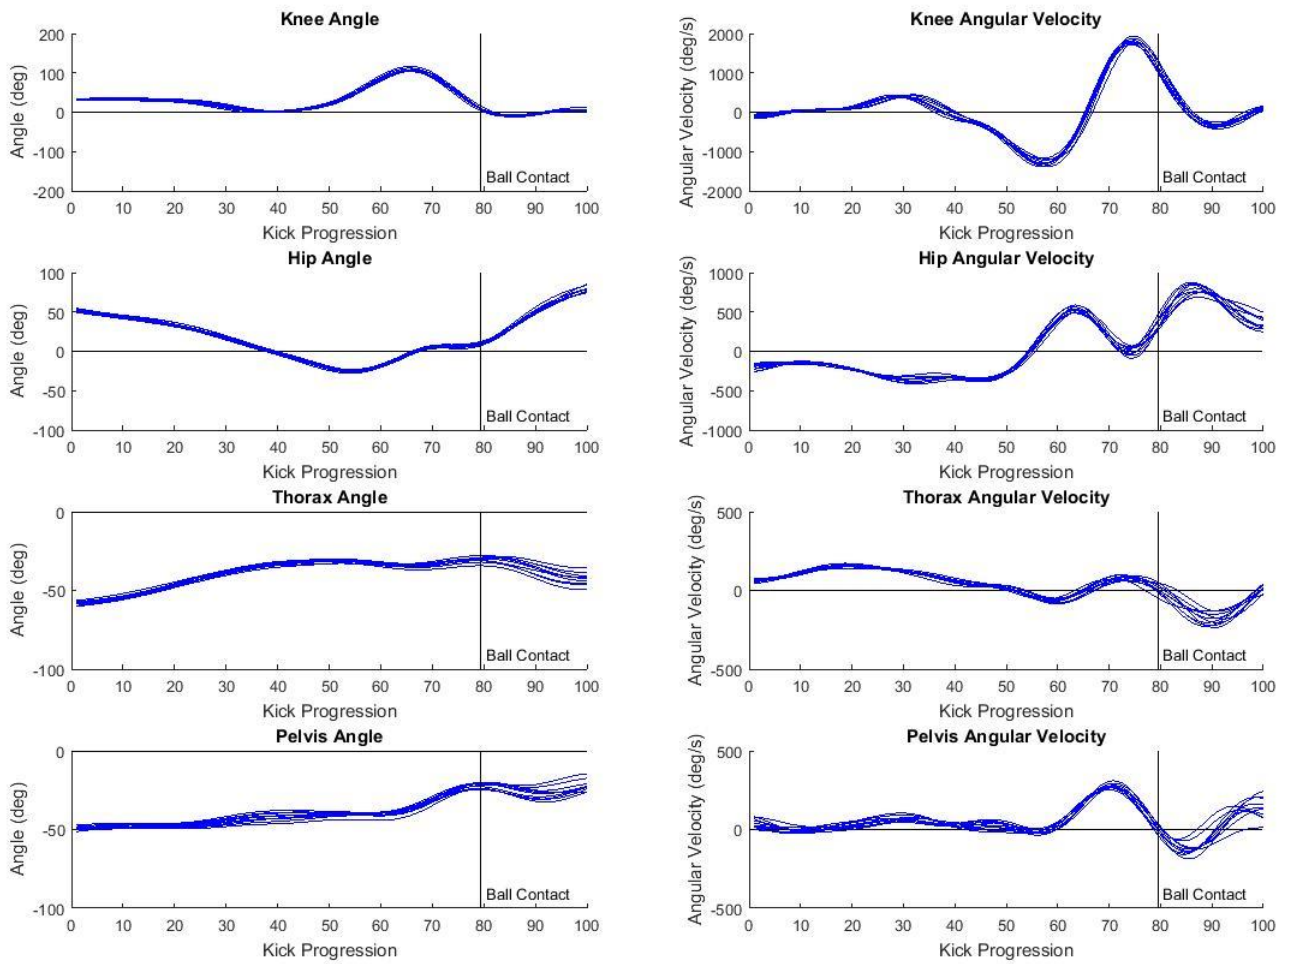 Knee Angle
Angle (deg)
200
100
0
-100
-200
Ball Contact
0 10 20 30 40 50 60 70 80 90 100
Kick Progression
Knee Angular Velocity
Angular Velocity (deg/s)
2000
1000
0
-1000
-2000
Ball Contact
0 10 20 30 40 50 60 70 80 90 100
Kick Progression
Hip Angle
Angle (deg)
100
50
0
-50
-100
Ball Contact
0 10 20 30 40 50 60 70 80 90 100
Kick Progression
Hip Angular Velocity
Angular Velocity (deg/s)
1000
500
0
-500
-1000
Ball Contact
0 10 20 30 40 50 60 70 80 90 100
Kick Progression
Thorax Angle
Angle (deg)
0
-50
-100
Ball Contact
0 10 20 30 40 50 60 70 80 90 100
Kick Progression
Thorax Angular Velocity
Angular Velocity (deg/s)
500
0
-500
Ball Contact
0 10 20 30 40 50 60 70 80 90 100
Kick Progression
Pelvis Angle
Angle (deg)
0
-50
-100
Ball Contact
0 10 20 30 40 50 60 70 80 90 100
Kick Progression
Pelvis Angular Velocity
Angular Velocity (deg/s)
500
0
-500
Ball Contact
0 10 20 30 40 50 60 70 80 90 100
Kick Progression